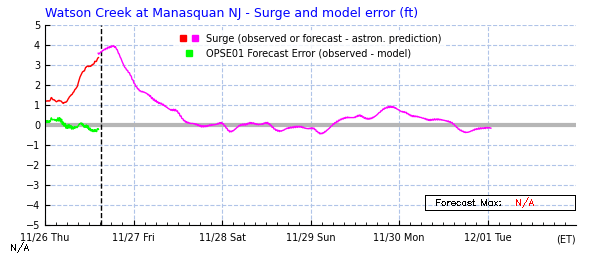 Watson Creek at Manasquan NJ - Surge and model error (ft)
Surge (observed or forecast - astron. prediction)
OPSE01 Forecast Error (observed - model)
5
4
3
2
1
0
−1
−2
−3
−4
−5
Forecast Max: N/A
11/26 Thu 11/27 Fri 11/28 Sat 11/29 Sun 11/30 Mon 12/01 Tue (ET)
N/A